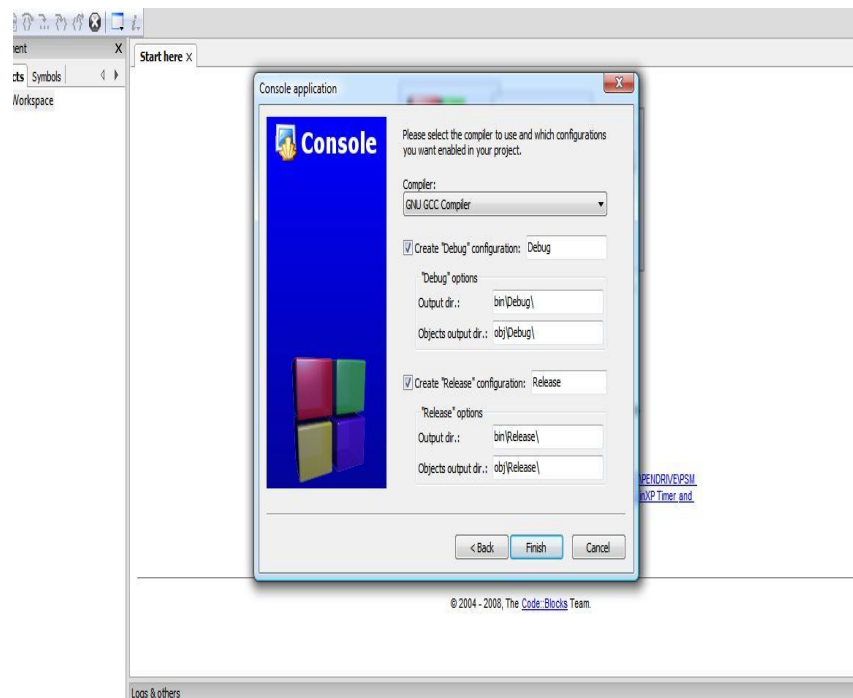 ent X
cts Symbols
Workspace
Start here X
Console application
Console
Please select the compiler to use and which configurations
you want enabled in your project.
Compiler:
GNU GCC Compiler
Create "Debug" configuration: Debug
"Debug" options
Output dir.: bin\Debug\
Objects output dir.: obj\Debug\
Create "Release" configuration: Release
"Release" options
Output dir.: bin\Release\
Objects output dir.: obj\Release\
\PENDRIVE\PSM
nXP Timer and
< Back Finish Cancel
© 2004 - 2008, The Code::Blocks Team.
Logs & others